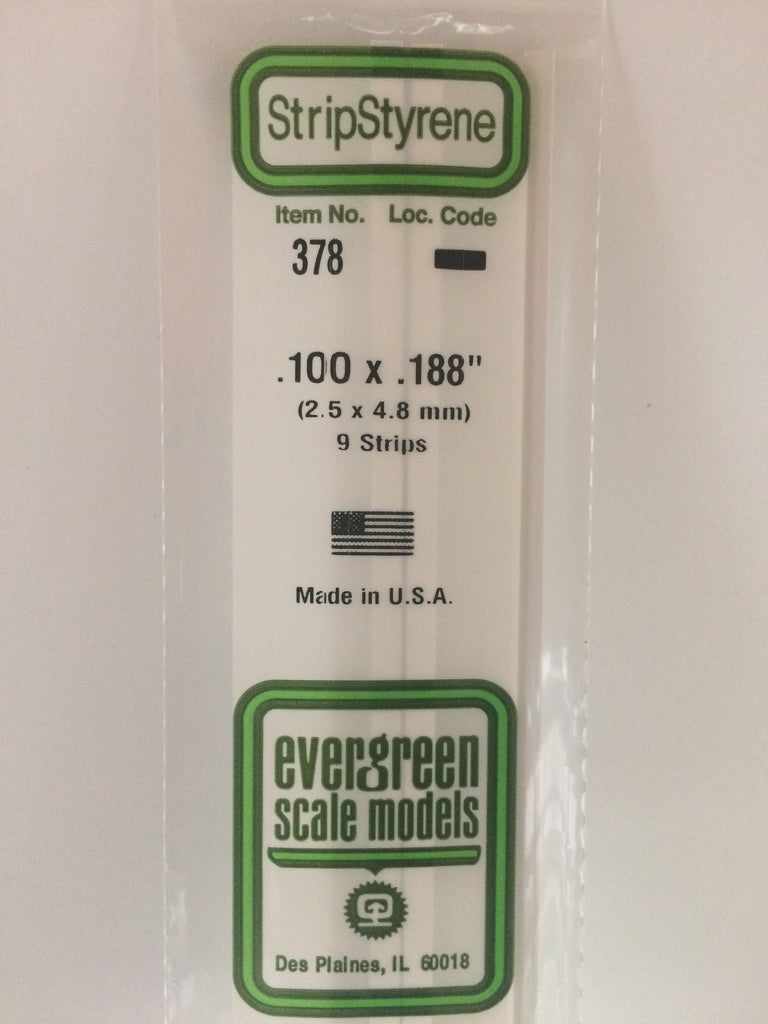 StripStyrene
Item No. Loc. Code
378
.100 x .188"
(2.5 x 4.8 mm)
9 Strips
Made in U.S.A.
evergreen
scale models
Des Plaines, IL 60018